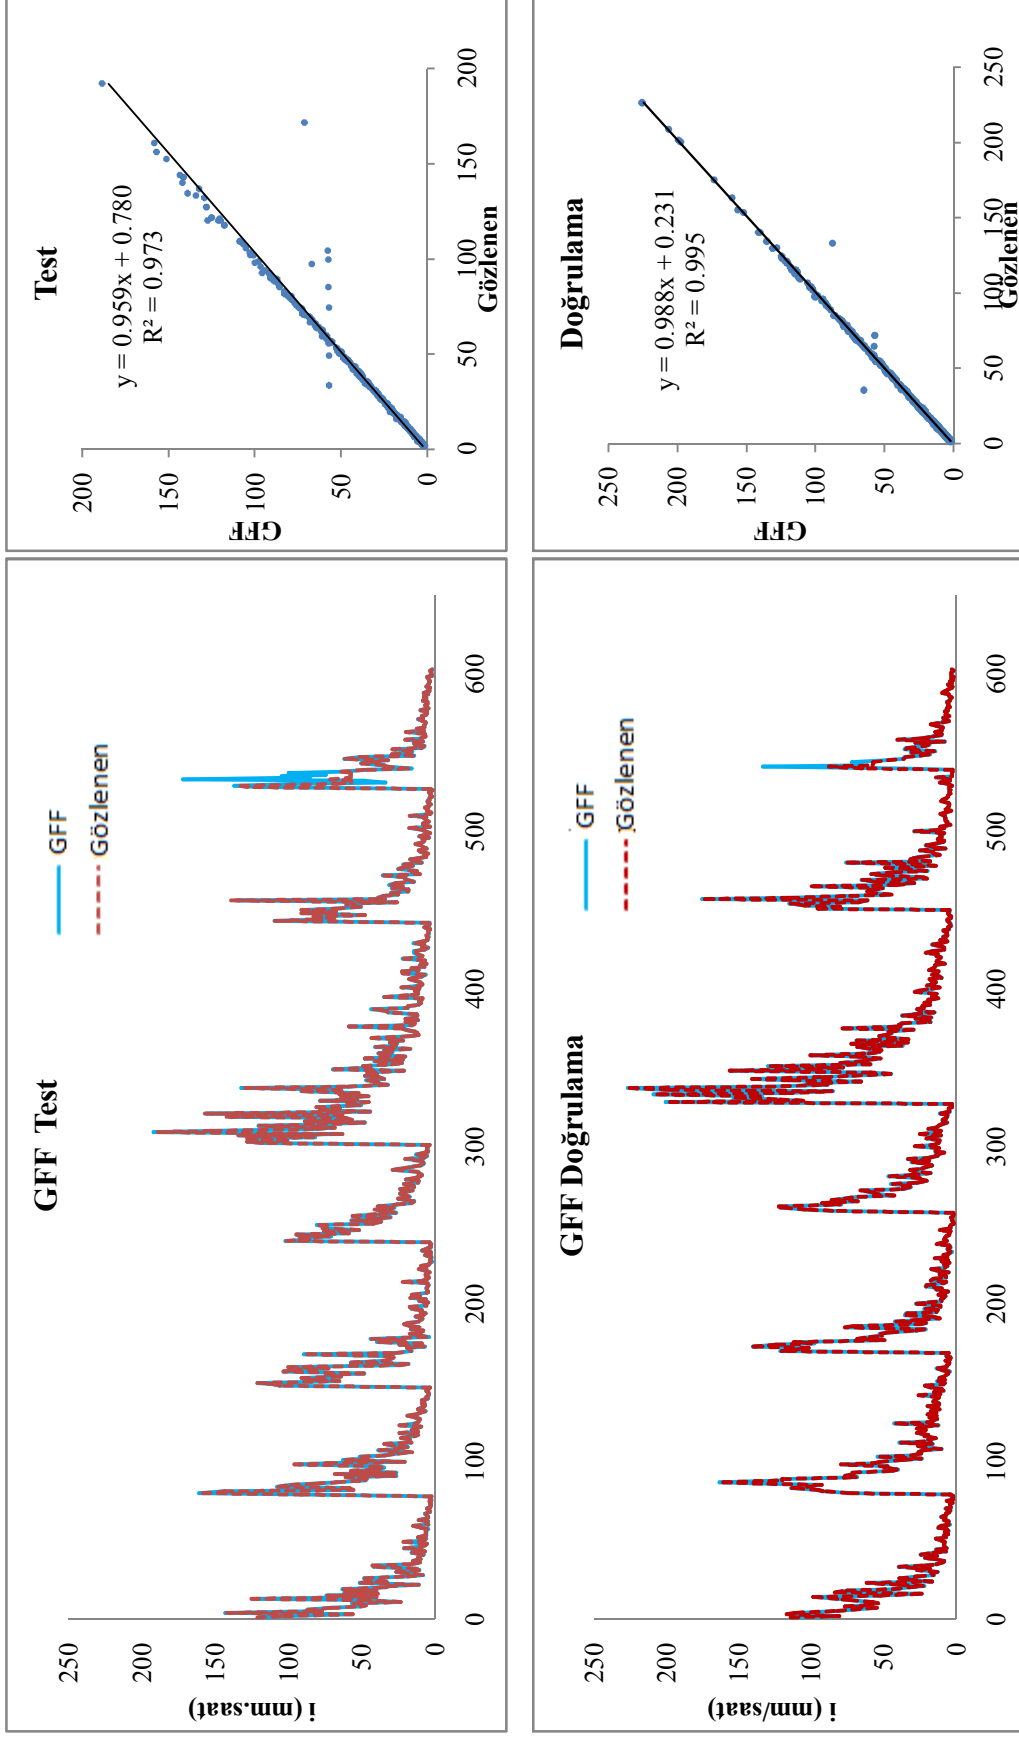 GFF Test
GFF
Gözlenen
250
200
150
100
50
0
i (mm.saat)
0
100
200
300
400
500
600
Test
y = 0.959x + 0.780
R² = 0.973
200
150
100
50
0
GFF
0
50
100
150
200
Gözlenen
GFF Doğrulama
GFF
Gözlenen
250
200
150
100
50
0
i (mm/saat)
0
100
200
300
400
500
600
Doğrulama
y = 0.988x + 0.231
R² = 0.995
250
200
150
100
50
0
GFF
0
50
100
150
200
250
Gözlenen